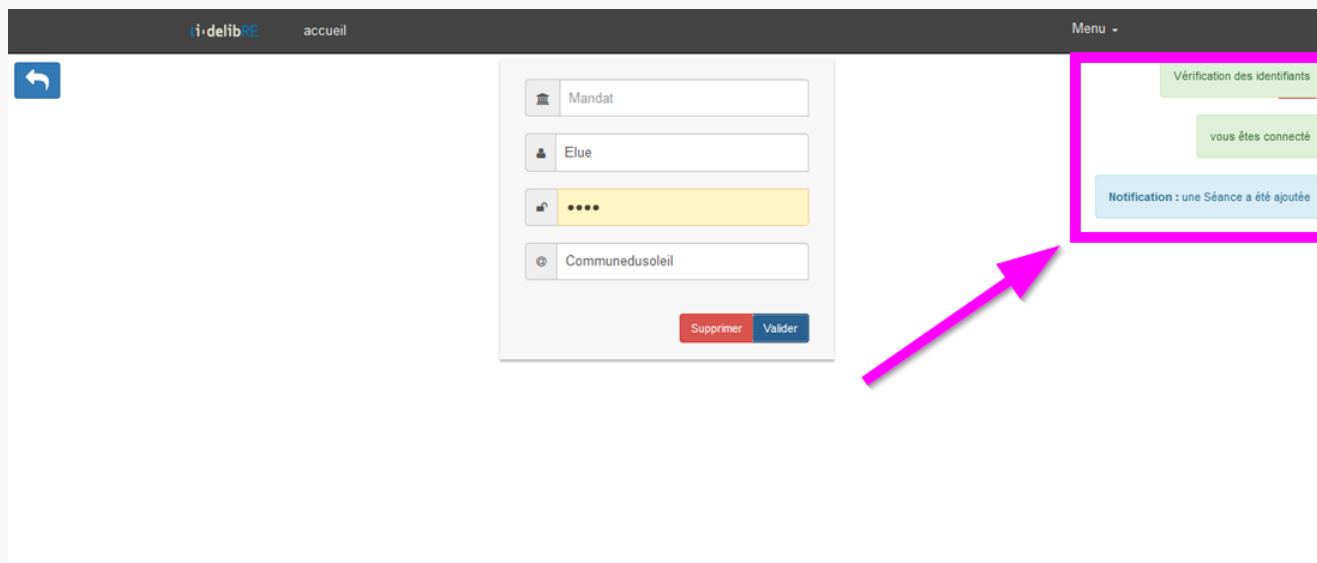 i·delibRE
accueil
Menu
Mandat
Elue
••••
@ Communedusoleil
Supprimer
Valider
Vérification des identifiants
vous êtes connecté
Notification : une Séance a été ajoutée